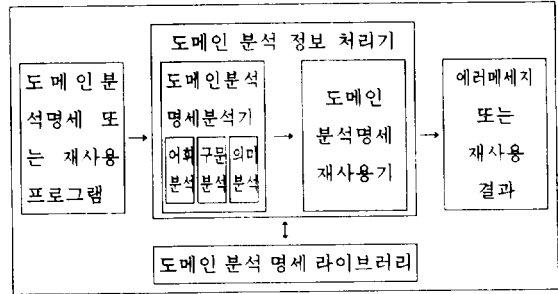 도메인 분석 정보 처리기
도메인분
석명세 또
는 재사용
프로그램
도메인분석
명세분석기
어휘 구문 의미
분석 분석 분석
도메인
분석명세
재사용기
에러메세지
또는
재사용
결과
도메인 분석 명세 라이브러리